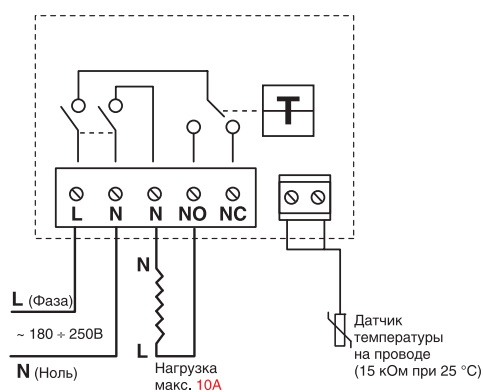 T
L N N NO NC
N
L (Фаза)
~ 180 ÷ 250В
N (Ноль)
L
Нагрузка
макс. 10А
Датчик
температуры
на проводе
(15 кОм при 25 °C)